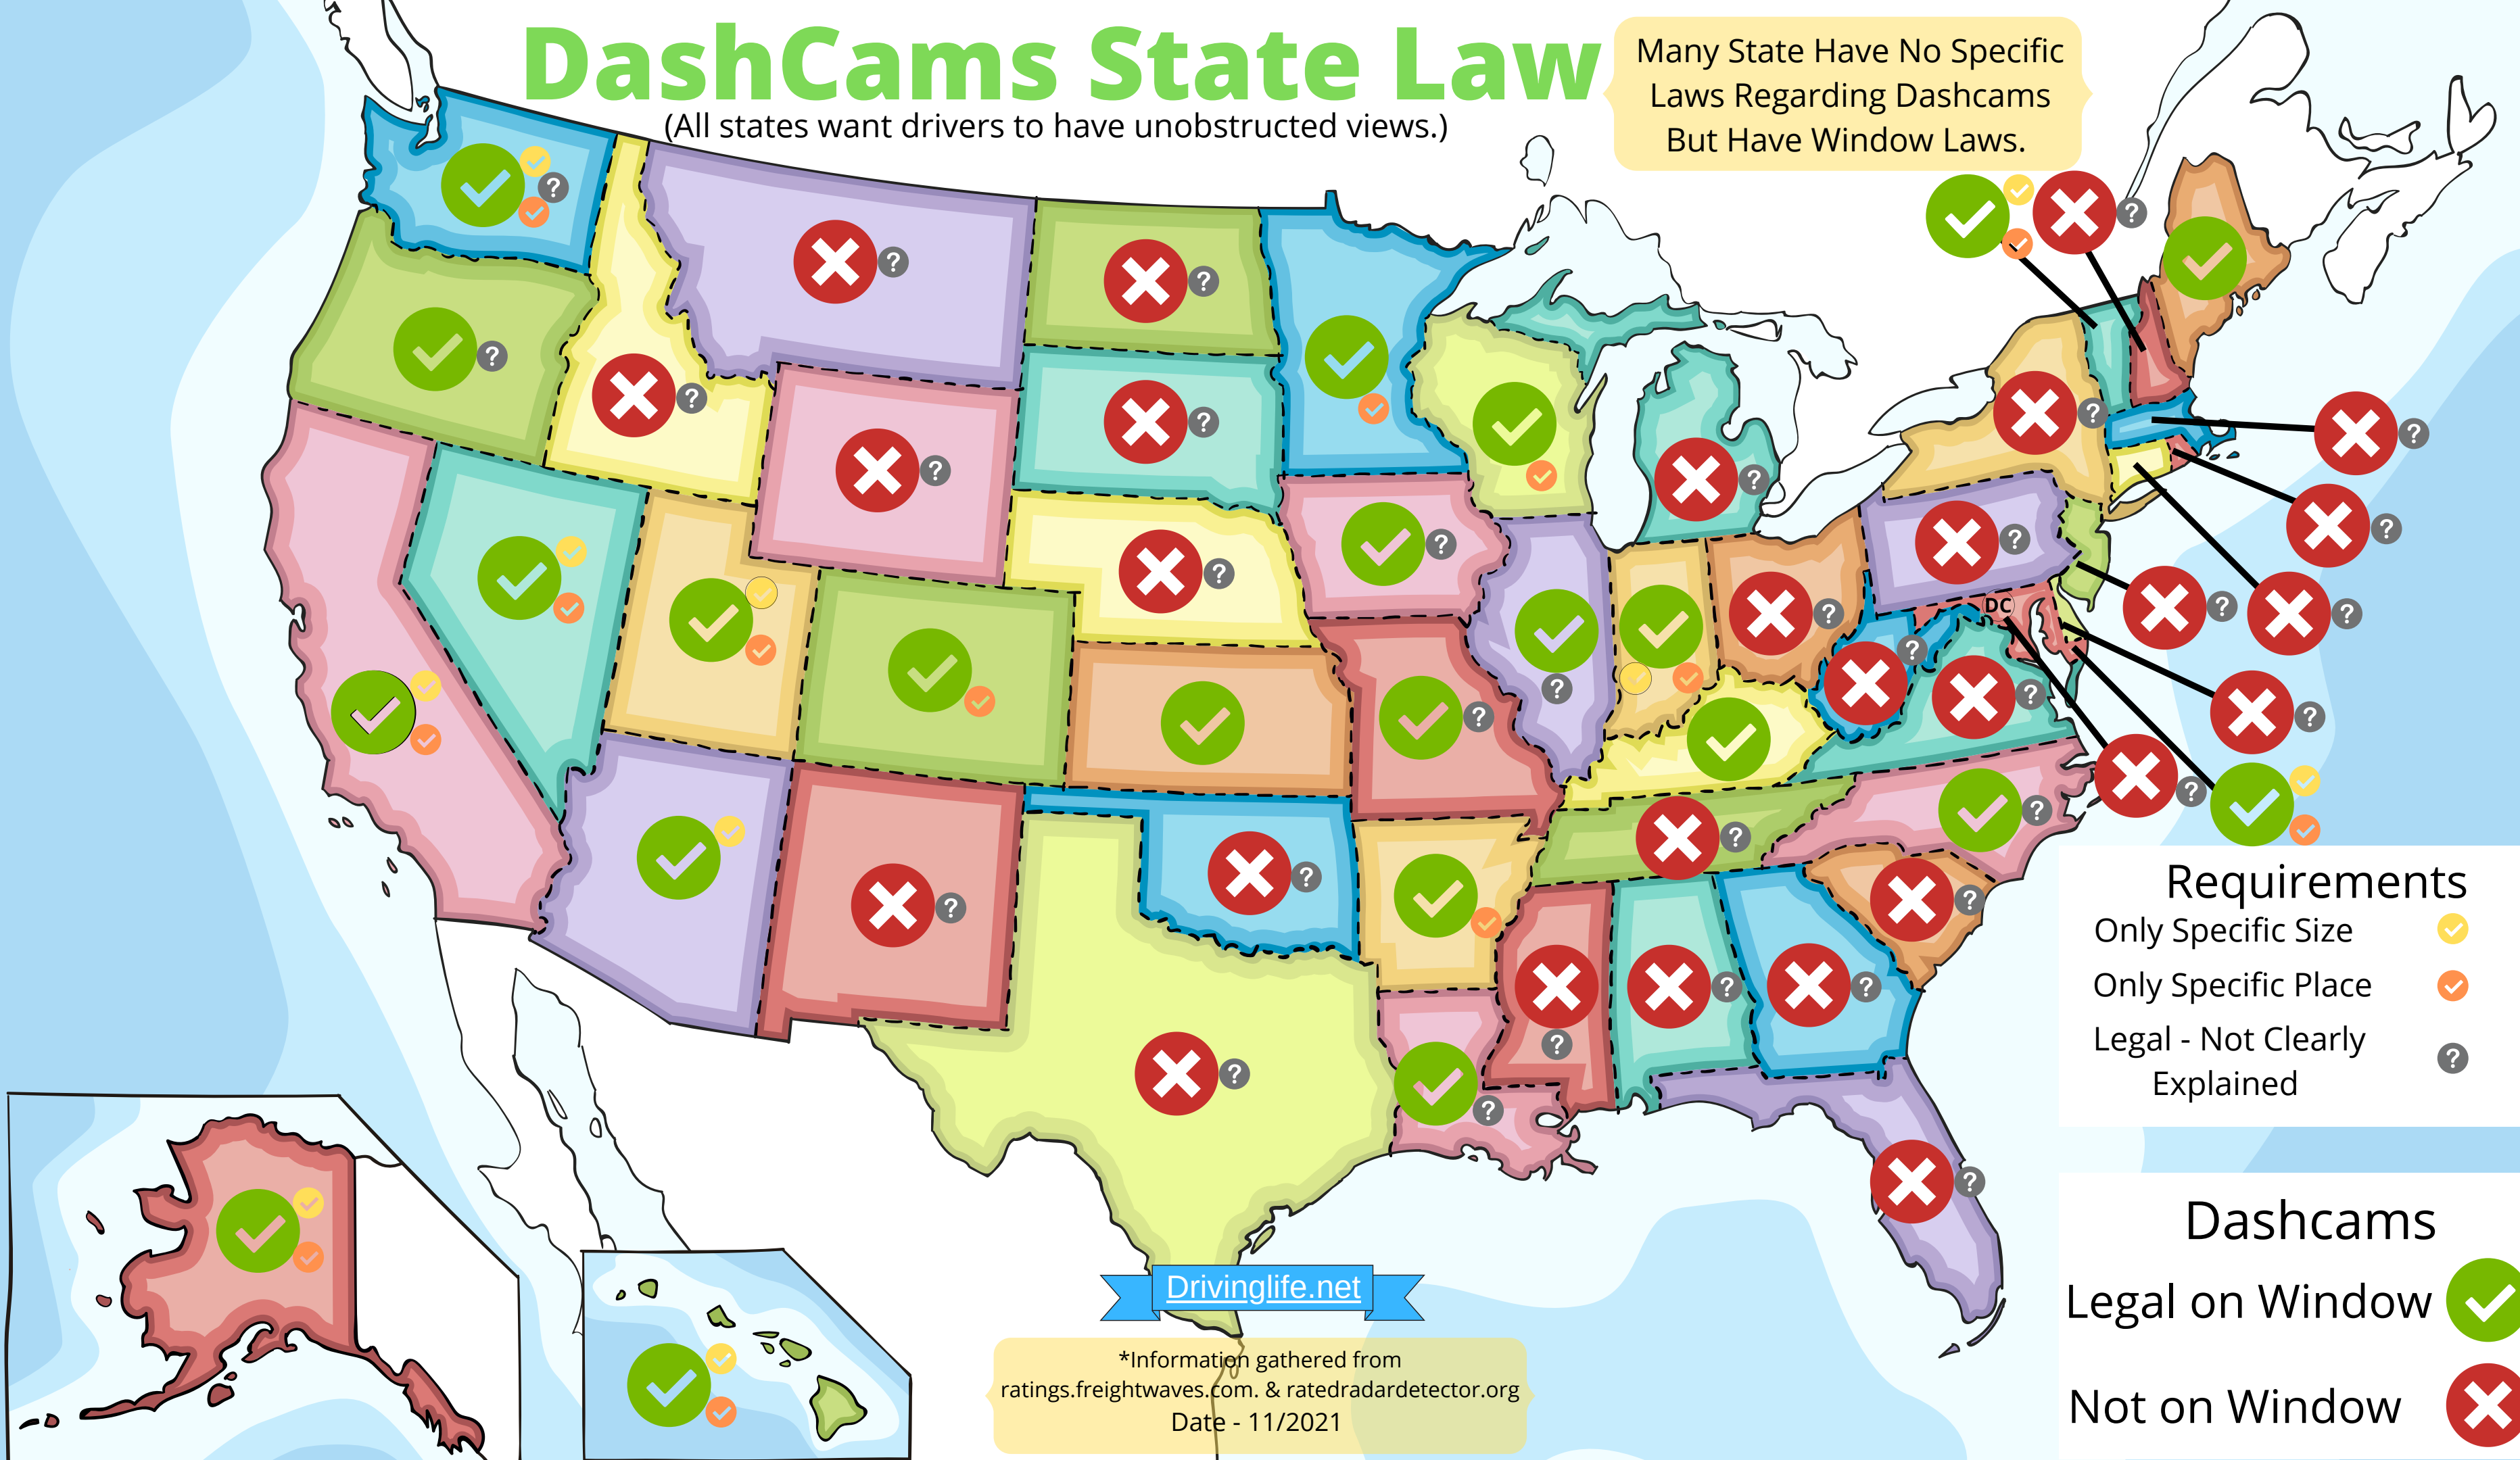 DashCams State Law
(All states want drivers to have unobstructed views.)
Many State Have No Specific
Laws Regarding Dashcams
But Have Window Laws.
DC
Requirements
Only Specific Size
Only Specific Place
Legal - Not Clearly
Explained
Dashcams
Legal on Window
Not on Window
Drivinglife.net
*Information gathered from
ratings.freightwaves.com. & ratedradardetector.org
Date - 11/2021